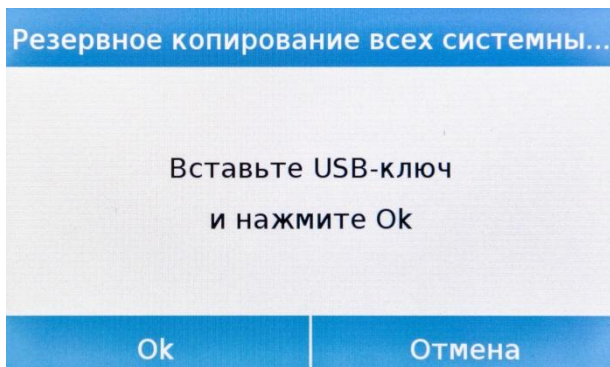 Резервное копирование всех системны...
Вставьте USB-ключ
и нажмите Ok
Ok
Отмена